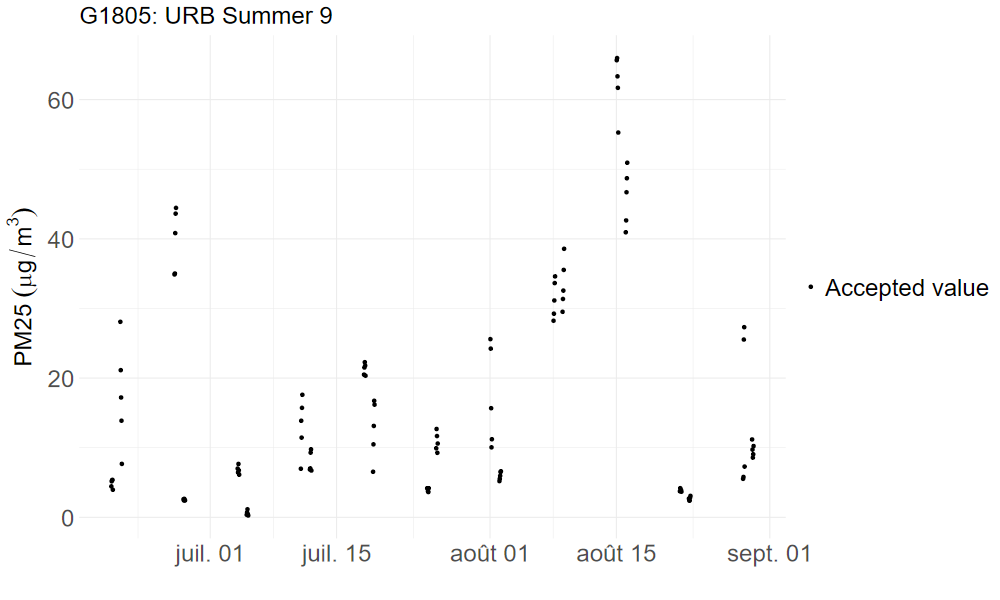 G1805: URB Summer 9
PM25 (μg/m³)
60
40
20
0
juil. 01 juil. 15 août 01 août 15 sept. 01
Accepted value